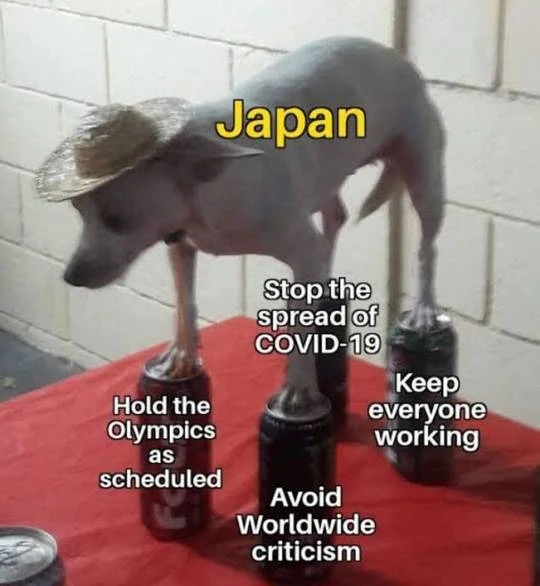 Japan
Stop the
spread of
COVID-19
Keep
everyone
working
Hold the
Olympics
as
scheduled
Avoid
Worldwide
criticism